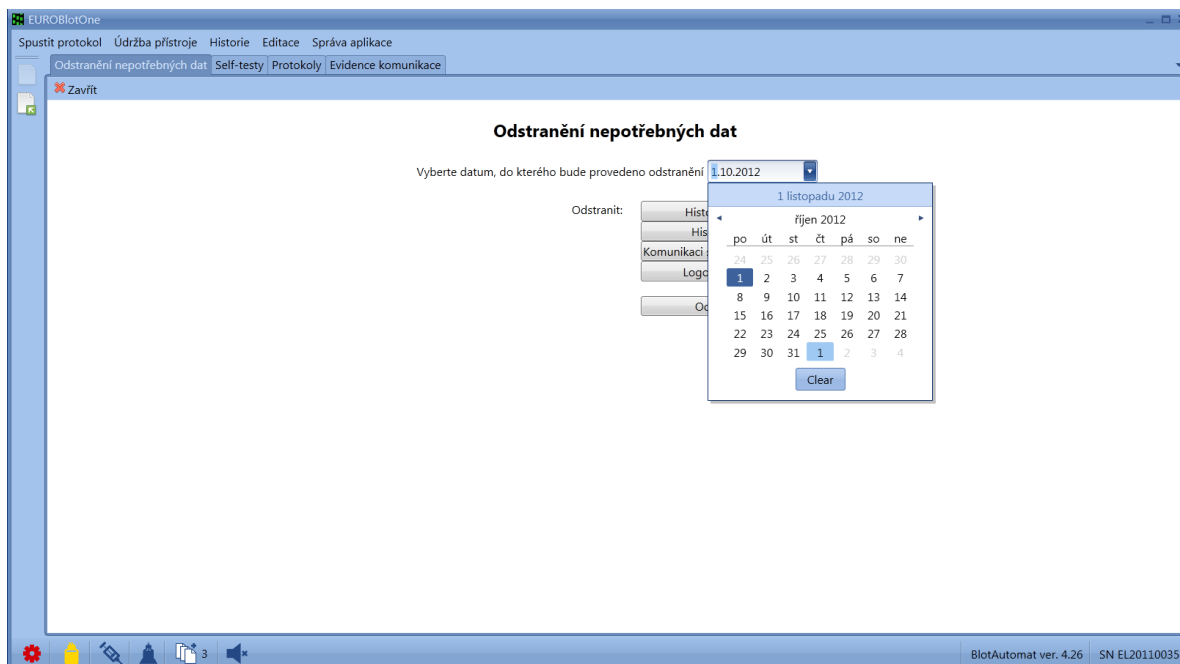 EUROBlotOne
Spustit protokol Údržba přístroje Historie Editace Správa aplikace
Odstranění nepotřebných dat Self-testy Protokoly Evidence komunikace
Zavřít
Odstranění nepotřebných dat
Vyberte datum, do kterého bude provedeno odstranění 1.10.2012
1 listopadu 2012
Odstranit:
říjen 2012
Komunikaci
po út st čt pá so ne
24 25 26 27 28 29 30
1 2 3 4 5 6 7
8 9 10 11 12 13 14
15 16 17 18 19 20 21
22 23 24 25 26 27 28
29 30 31 1 2 3 4
Clear
3
BlotAutomat ver. 4.26 SN EL20110035